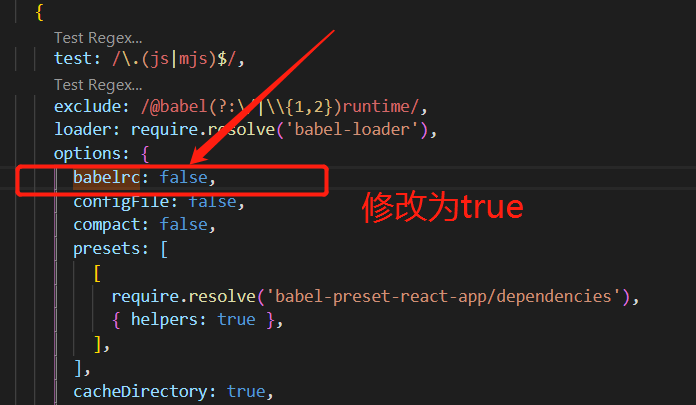 {
Test Regex...
test: /\.(js|mjs)$/,
Test Regex...
exclude: /@babel(?:\/|\\{1,2})runtime/,
loader: require.resolve('babel-loader'),
options: {
babelrc: false,
configFile: false,
修改为true
compact: false,
presets: [
[
require.resolve('babel-preset-react-app/dependencies'),
{ helpers: true },
],
],
cacheDirectory: true,